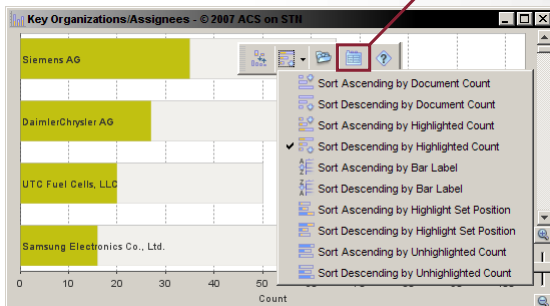 Key Organizations/Assignees - © 2007 ACS on STN
Siemens AG
DaimlerChrysler AG
UTC Fuel Cells, LLC
Samsung Electronics Co., Ltd.
Sort Ascending by Document Count
Sort Descending by Document Count
Sort Ascending by Highlighted Count
Sort Descending by Highlighted Count
Sort Ascending by Bar Label
Sort Descending by Bar Label
Sort Ascending by Highlight Set Position
Sort Descending by Highlight Set Position
Sort Ascending by Unhighlighted Count
Sort Descending by Unhighlighted Count
0 10 20 30 40 50
Count